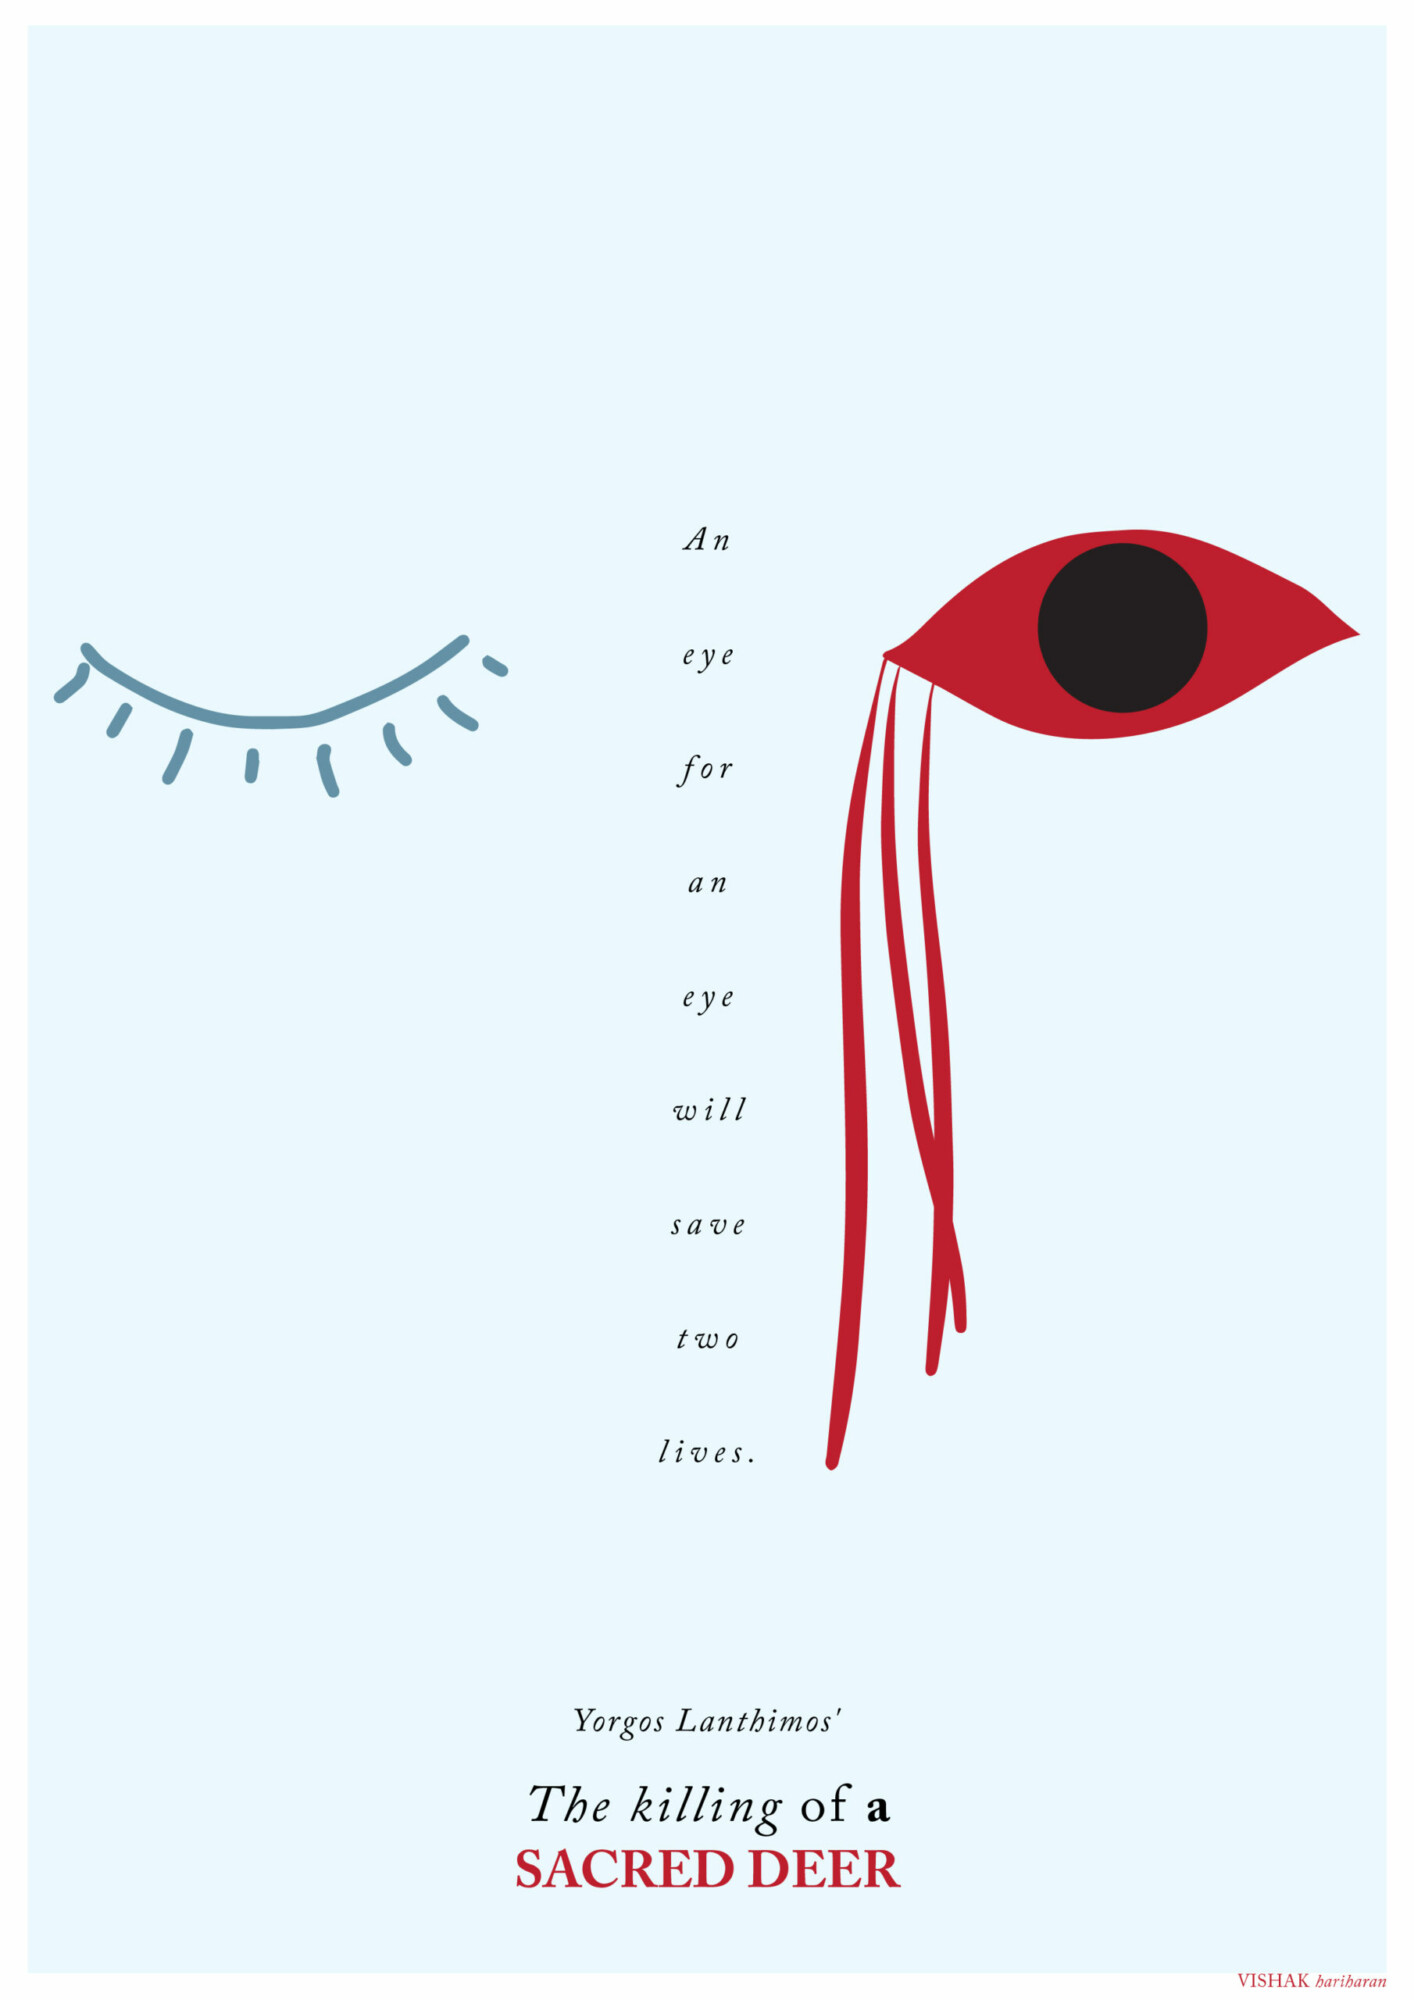 An
eye
for
an
eye
will
save
two
lives.
Yorgos Lanthimos'
The killing of a
SACRED DEER
VISHAK hariharan